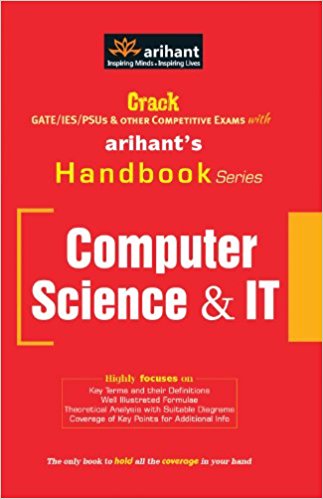 arihant
Inspiring Minds • Inspiring Lives
Crack
GATE/IES/PSUs & OTHER COMPETITIVE EXAMS with
arihant's
Handbook Series
Computer
Science & IT
Highly focuses on
Key Terms and their Definitions
Well Illustrated Formulae
Theoretical Analysis with Suitable Diagrams
Coverage of Key Points for Additional Info
The only book to hold all the coverage in your hand